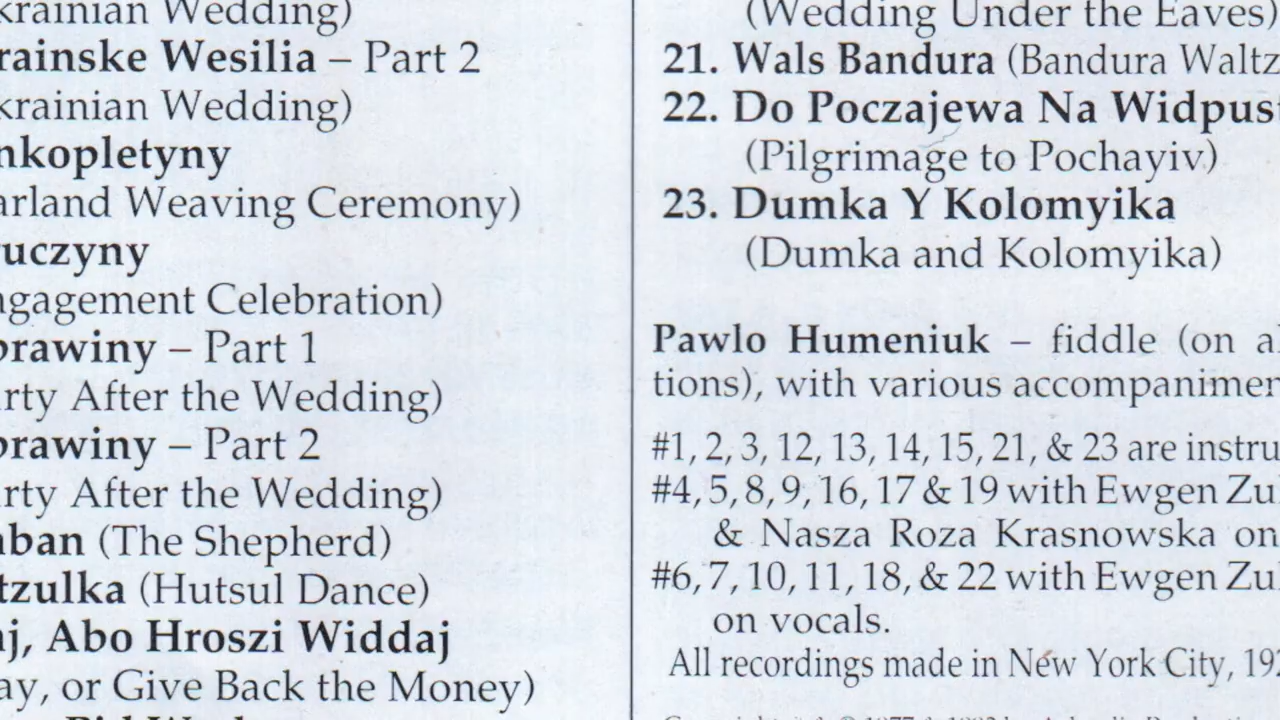 krainian Wedding)
rainske Wesilia – Part 2
krainian Wedding)
nkopletyny
arland Weaving Ceremony)
uczyny
ngagement Celebration)
prawiny – Part 1
arty After the Wedding)
prawiny – Part 2
arty After the Wedding)
ban (The Shepherd)
tzulka (Hutsul Dance)
aj, Abo Hroszi Widdaj
ay, or Give Back the Money)
(Wedding Under the Eaves)
21. Wals Bandura (Bandura Waltz
22. Do Poczajewa Na Widpust
(Pilgrimage to Pochayiv)
23. Dumka Y Kolomyika
(Dumka and Kolomyika)
Pawlo Humeniuk – fiddle (on a
tions), with various accompanimen
#1, 2, 3, 12, 13, 14, 15, 21, & 23 are instru
#4, 5, 8, 9, 16, 17 & 19 with Ewgen Zu
& Nasza Roza Krasnowska on
#6, 7, 10, 11, 18, & 22 with Ewgen Zu
on vocals.
All recordings made in New York City, 192